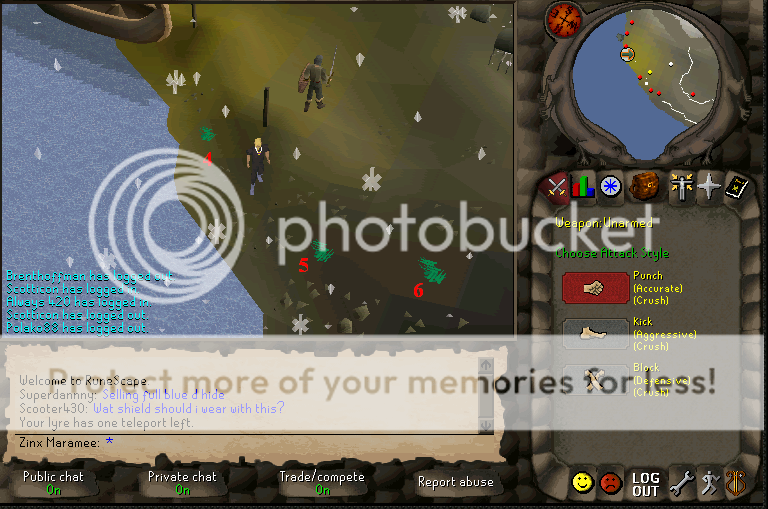 4
5
6
photobucket
Protect more of your memories for less!
Brenthoffman has logged out.
Scotticon has logged in.
Always 420 has logged in.
Scotticon has logged out.
Polako88 has logged out.
Welcome to RuneScape.
Superdanny: Selling full blue d hide
Scooter430: Wat shield should i wear with this?
Your lyre has one teleport left.
Zinx Maramee: *
Public chat
On
Private chat
On
Trade/compete
On
Report abuse
Weapon: Unarmed
Choose Attack Style
Punch
(Accurate)
(Crush)
Kick
(Aggressive)
(Crush)
Block
(Defensive)
(Crush)
LOG
OUT